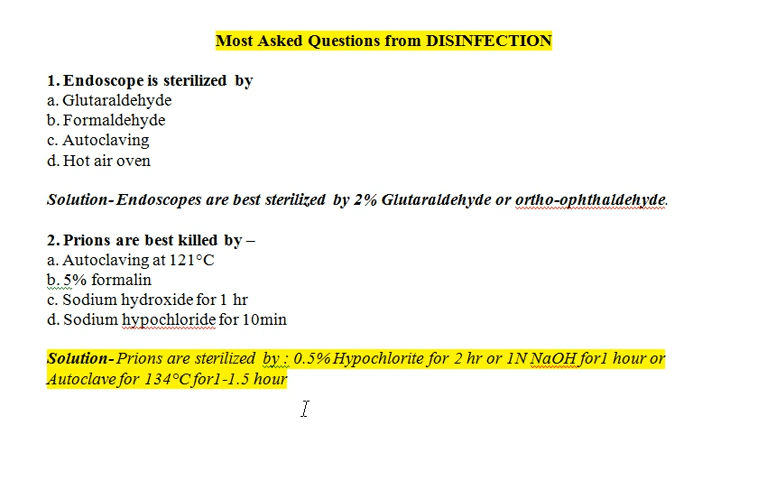 Most Asked Questions from DISINFECTION
1. Endoscope is sterilized by
a. Glutaraldehyde
b. Formaldehyde
c. Autoclaving
d. Hot air oven
Solution- Endoscopes are best sterilized by 2% Glutaraldehyde or ortho-ophthaldehyde.
2. Prions are best killed by –
a. Autoclaving at 121°C
b. 5% formalin
c. Sodium hydroxide for 1 hr
d. Sodium hypochloride for 10min
Solution- Prions are sterilized by : 0.5% Hypochlorite for 2 hr or 1N NaOH for1 hour or
Autoclave for 134°C for1-1.5 hour